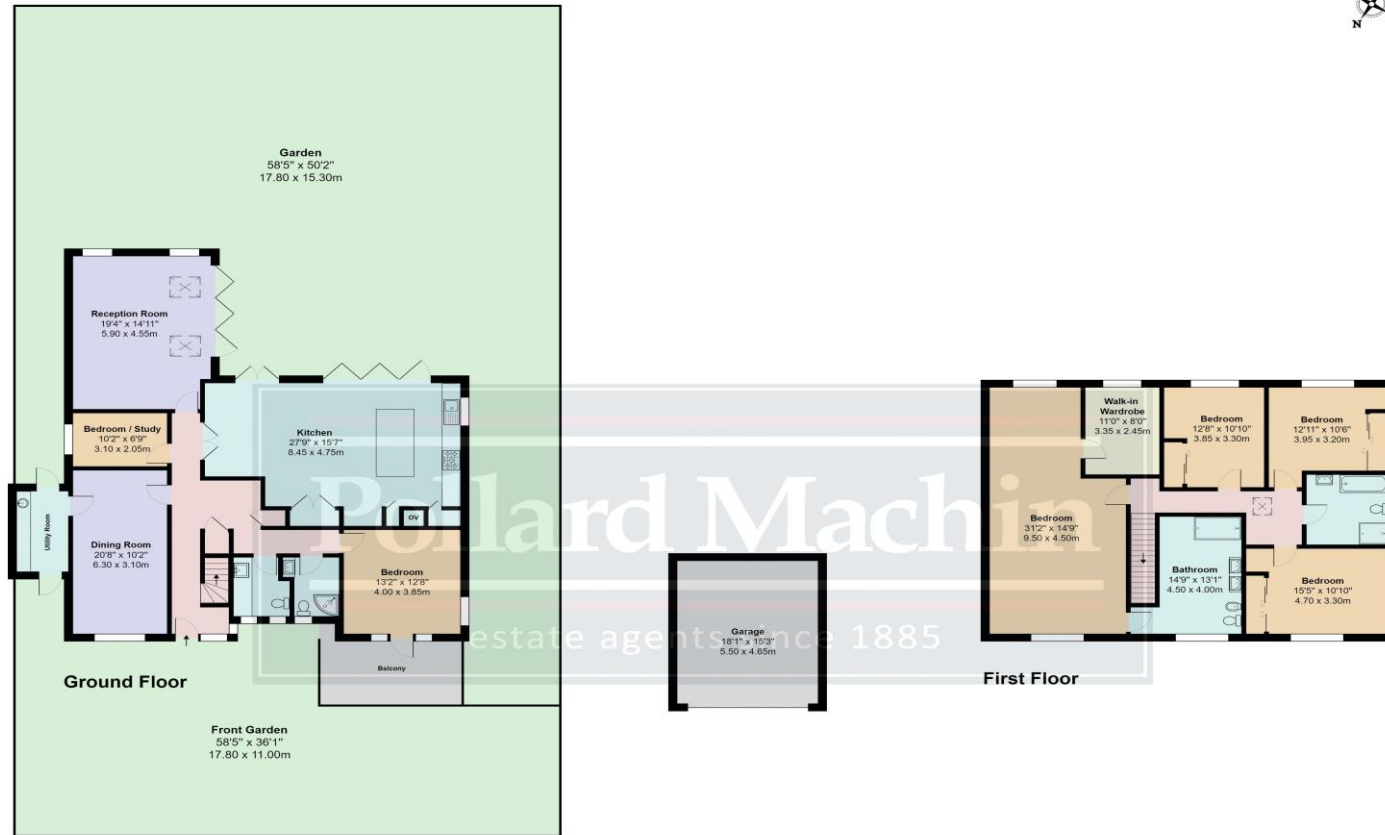 N
Garden
58'5" x 50'2"
17.80 x 15.30m
Reception Room
19'4" x 14'11"
5.90 x 4.55m
Bedroom / Study
10'2" x 6'9"
3.10 x 2.05m
Kitchen
27'9" x 15'7"
8.45 x 4.75m
OV
Utility Room
Dining Room
20'8" x 10'2"
6.30 x 3.10m
Bedroom
13'2" x 12'8"
4.00 x 3.85m
Balcony
Ground Floor
Front Garden
58'5" x 36'1"
17.80 x 11.00m
Pollard Machin
estate agents since 1885
Garage
18'1" x 15'3"
5.50 x 4.65m
Walk-in
Wardrobe
11'0" x 8'0"
3.35 x 2.45m
Bedroom
12'8" x 10'10"
3.85 x 3.30m
Bedroom
12'11" x 10'6"
3.95 x 3.20m
Bedroom
31'2" x 14'9"
9.50 x 4.50m
Bathroom
14'9" x 13'1"
4.50 x 4.00m
Bedroom
15'5" x 10'10"
4.70 x 3.30m
First Floor